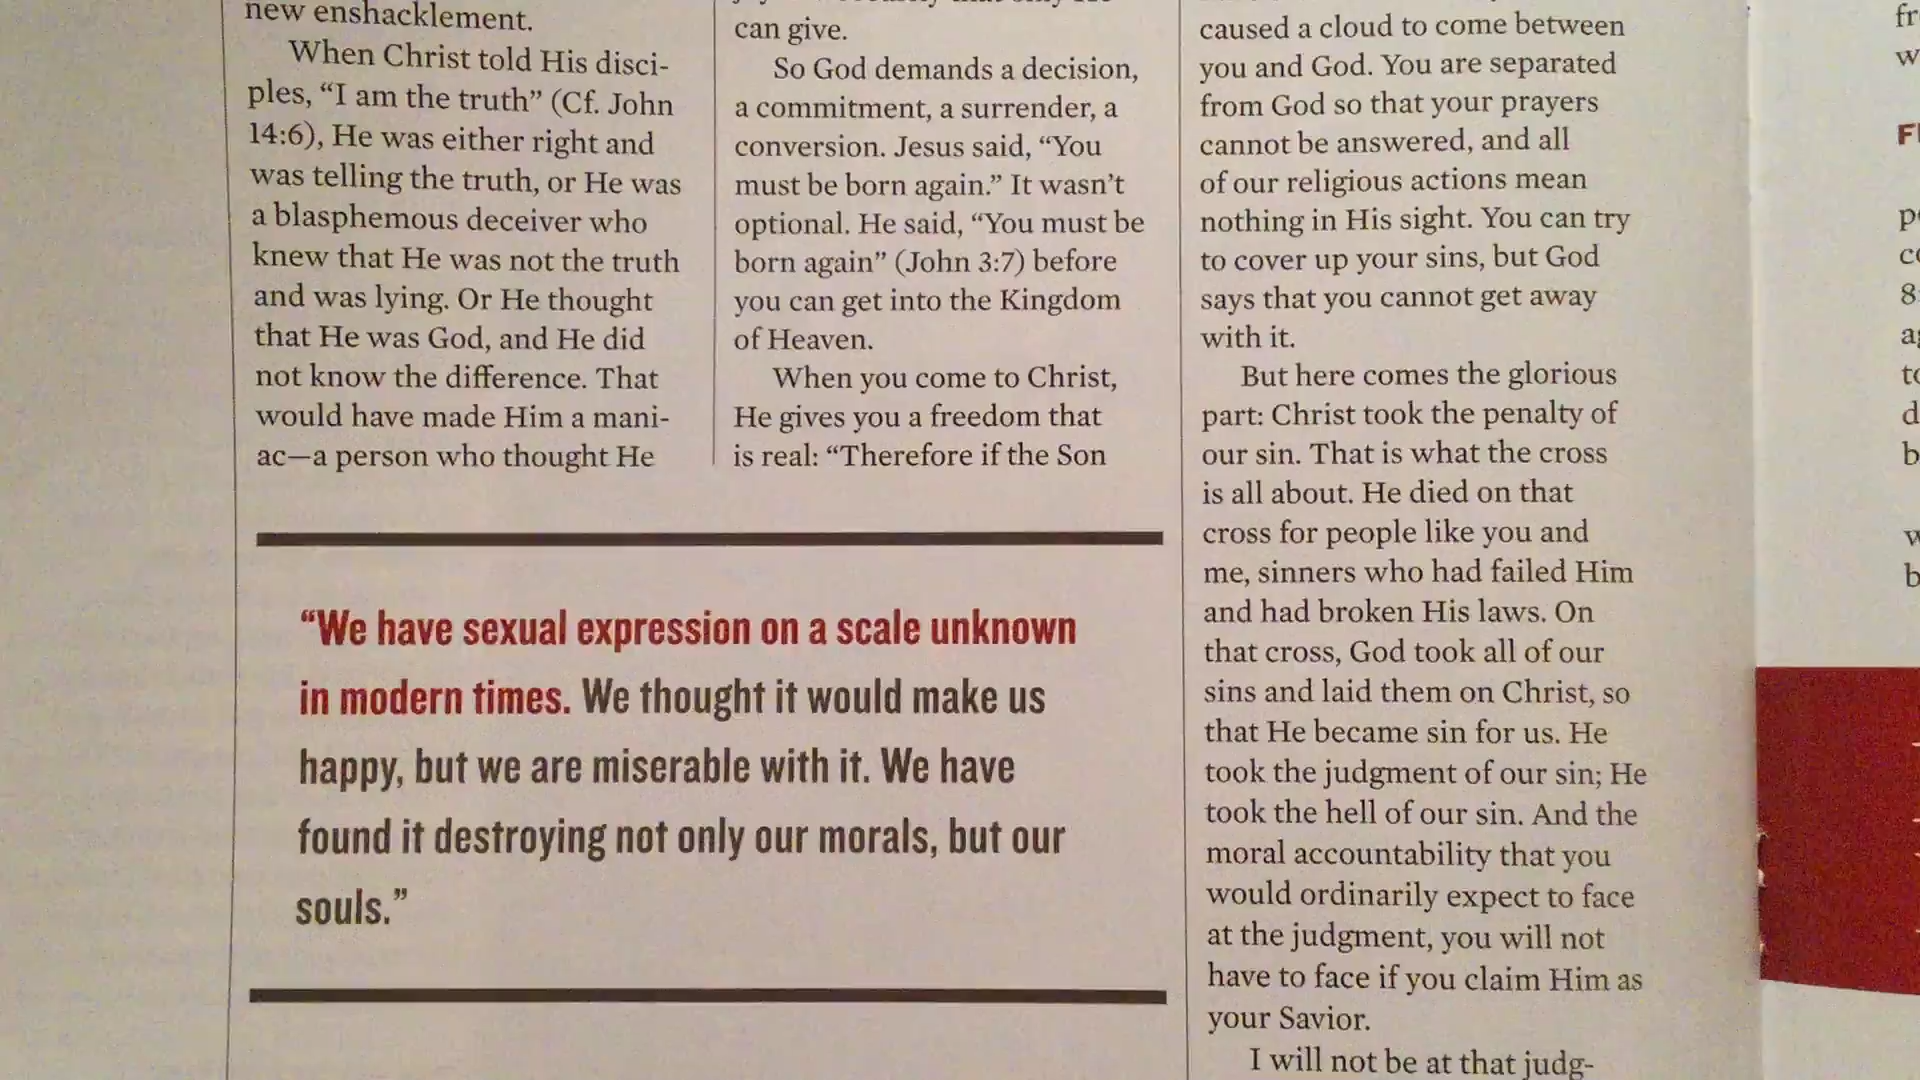 new enshacklement.
When Christ told His disci-
ples, “I am the truth” (Cf. John
14:6), He was either right and
was telling the truth, or He was
a blasphemous deceiver who
knew that He was not the truth
and was lying. Or He thought
that He was God, and He did
not know the difference. That
would have made Him a mani-
ac—a person who thought He
can give.
So God demands a decision,
a commitment, a surrender, a
conversion. Jesus said, “You
must be born again.” It wasn’t
optional. He said, “You must be
born again” (John 3:7) before
you can get into the Kingdom
of Heaven.
When you come to Christ,
He gives you a freedom that
is real: “Therefore if the Son
“We have sexual expression on a scale unknown
in modern times. We thought it would make us
happy, but we are miserable with it. We have
found it destroying not only our morals, but our
souls.”
caused a cloud to come between
you and God. You are separated
from God so that your prayers
cannot be answered, and all
of our religious actions mean
nothing in His sight. You can try
to cover up your sins, but God
says that you cannot get away
with it.
But here comes the glorious
part: Christ took the penalty of
our sin. That is what the cross
is all about. He died on that
cross for people like you and
me, sinners who had failed Him
and had broken His laws. On
that cross, God took all of our
sins and laid them on Christ, so
that He became sin for us. He
took the judgment of our sin; He
took the hell of our sin. And the
moral accountability that you
would ordinarily expect to face
at the judgment, you will not
have to face if you claim Him as
your Savior.
I will not be at that judg-